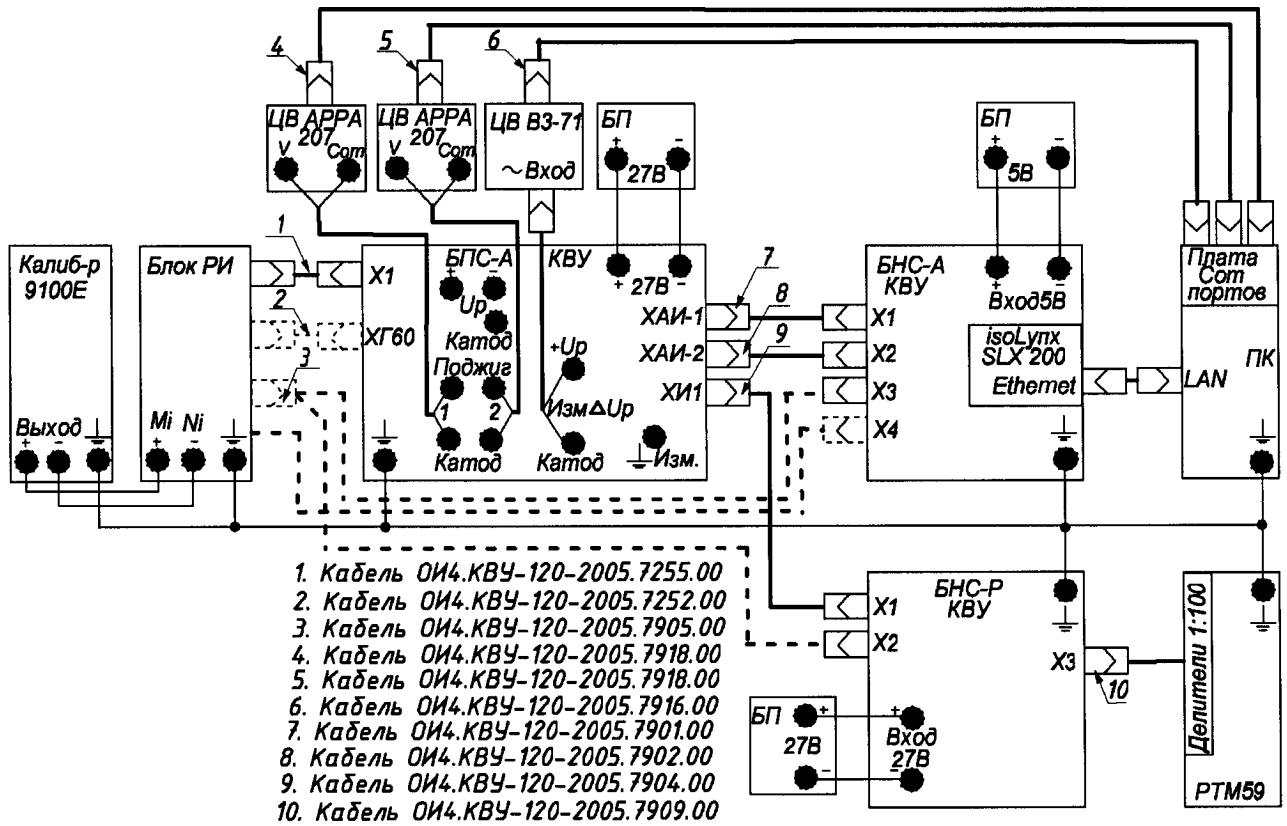 4
5
6
ЦВ АРРА
207
V
Com
ЦВ АРРА
207
V
Com
ЦВ ВЗ-71
~ Вход
БП
+
-
27В
БП
+
-
5В
Калиб-р
9100Е
Выход
+
-
Блок РИ
Mi
Ni
+
-
1
2
3
X1
ХГ60
БПС-А
+
-
Up
Катод
Поджиг
1
2
Катод
КВУ
+ 27В -
+Up
Изм ΔUp
Катод
Изм.
ХАИ-1
ХАИ-2
ХИ1
7
8
9
БНС-А
КВУ
+
-
Вход5В
X1
X2
X3
X4
isoLynx
SLX 200
Ethernet
Плата
Com
портов
LAN
ПК
1. Кабель ОИ4.КВУ-120-2005.7255.00
2. Кабель ОИ4.КВУ-120-2005.7252.00
3. Кабель ОИ4.КВУ-120-2005.7905.00
4. Кабель ОИ4.КВУ-120-2005.7918.00
5. Кабель ОИ4.КВУ-120-2005.7918.00
6. Кабель ОИ4.КВУ-120-2005.7916.00
7. Кабель ОИ4.КВУ-120-2005.7901.00
8. Кабель ОИ4.КВУ-120-2005.7902.00
9. Кабель ОИ4.КВУ-120-2005.7904.00
10. Кабель ОИ4.КВУ-120-2005.7909.00
БНС-Р
КВУ
X1
X2
X3
10
БП
+
27В
-
+
Вход
27В
-
Делители 1:100
РТМ59